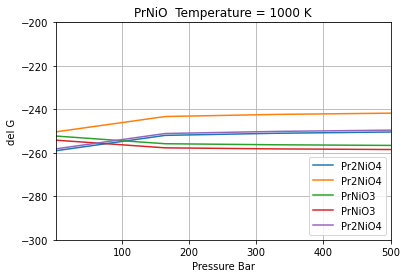 PrNiO  Temperature = 1000 K
−200
−220
−240
−260
−280
−300
del G
100
200
300
400
500
Pressure Bar
Pr2NiO4
Pr2NiO4
PrNiO3
PrNiO3
Pr2NiO4